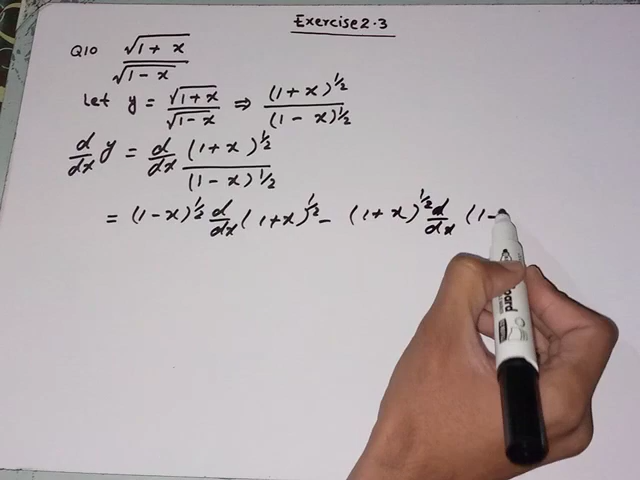 Exercise 2.3
Q10 √1+x / √1-x
Let y = √1+x / √1-x ⇒ (1+x)^1/2 / (1-x)^1/2
d/dx y = d/dx (1+x)^1/2 / (1-x)^1/2
= (1-x)^1/2 d/dx (1+x)^1/2 - (1+x)^1/2 d/dx (1-